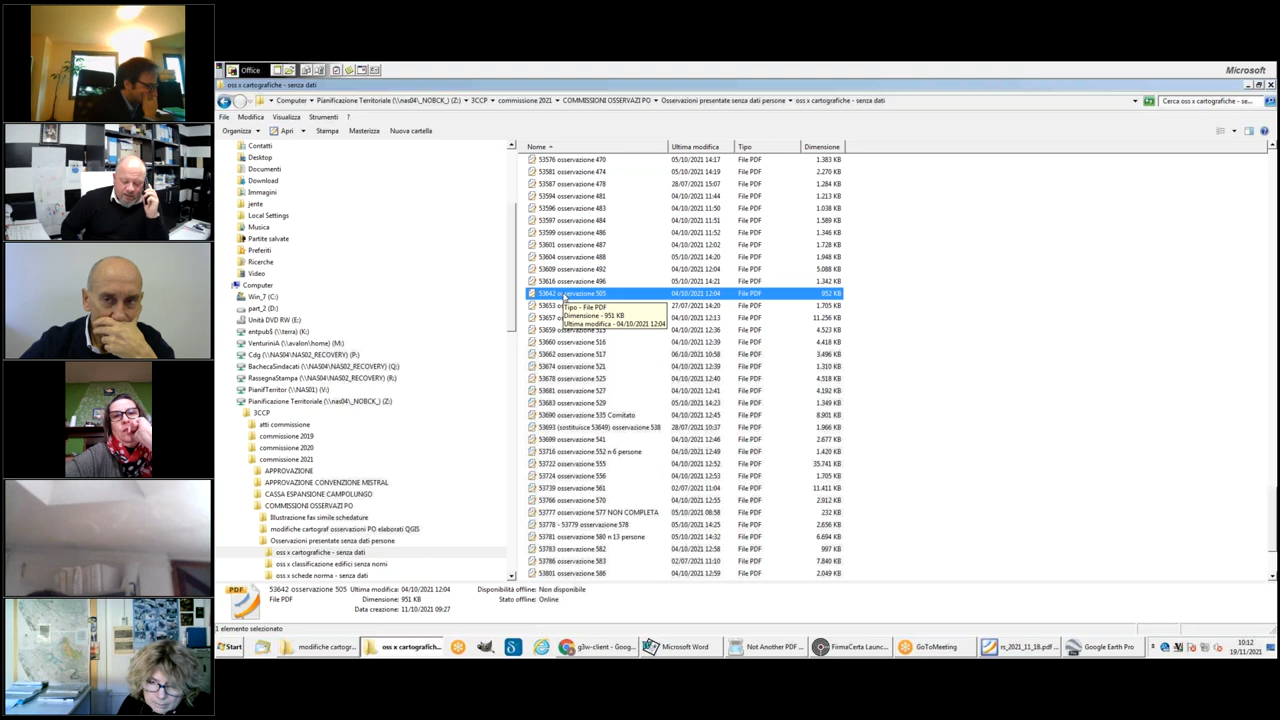 Office
Microsoft
oss x cartografiche - senza dati
Computer
Pianificazione Territoriale (\\nas04\_NOBCK_) (Z:)
3CCP
commissione 2021
COMMISSIONI OSSERVAZI PO
Osservazioni presentate senza dati persone
oss x cartografiche - senza dati
Cerca oss x cartografiche - se...
File Modifica Visualizza Strumenti ?
Organizza Apri Stampa Masterizza Nuova cartella
Nome Ultima modifica Tipo Dimensione
Contatti
Desktop
Documenti
Download
Immagini
jente
Local Settings
Musica
Partite salvate
Preferiti
Ricerche
Video
Computer
Win_7 (C:)
part_2 (D:)
Unità DVD RW (E:)
entpub$ (\\terra) (K:)
VenturiniA (\\avalon\home) (M:)
Cdg (\\NAS04\NAS02_RECOVERY) (P:)
BachecaSindacati (\\NAS04\NAS02_RECOVERY) (Q:)
RassegnaStampa (\\NAS04\NAS02_RECOVERY) (R:)
PianifTerritor (\\NAS01) (V:)
Pianificazione Territoriale (\\nas04\_NOBCK_) (Z:)
3CCP
atti commissione
commissione 2019
commissione 2020
commissione 2021
APPROVAZIONE
APPROVAZIONE CONVENZIONE MISTRAL
CASSA ESPANSIONE CAMPOLUNGO
COMMISSIONI OSSERVAZI PO
Illustrazione fax simile schedature
modifiche cartograf osservazioni PO elaborati QGIS
Osservazioni presentate senza dati persone
oss x cartografiche - senza dati
oss x classificazione edifici senza nomi
oss x schede norma - senza dati
53576 osservazione 470 05/10/2021 14:17 File PDF 1.383 KB
53581 osservazione 474 05/10/2021 14:19 File PDF 2.270 KB
53587 osservazione 478 28/07/2021 15:07 File PDF 1.284 KB
53594 osservazione 481 04/10/2021 11:44 File PDF 1.038 KB
53596 osservazione 483 04/10/2021 11:50 File PDF 1.208 KB
53597 osservazione 484 04/10/2021 11:51 File PDF 1.589 KB
53599 osservazione 486 04/10/2021 11:52 File PDF 1.346 KB
53601 osservazione 487 04/10/2021 12:02 File PDF 1.728 KB
53604 osservazione 488 05/10/2021 14:20 File PDF 1.948 KB
53609 osservazione 492 04/10/2021 12:04 File PDF 5.088 KB
53616 osservazione 496 05/10/2021 14:21 File PDF 1.342 KB
53642 osservazione 505 04/10/2021 12:04 File PDF 952 KB
53653 27/07/2021 14:20 File PDF 1.705 KB
Tipo - File PDF
Dimensione - 951 KB
Ultima modifica - 04/10/2021 12:04
53657 04/10/2021 12:13 File PDF 11.256 KB
53659 04/10/2021 12:36 File PDF 4.523 KB
53660 osservazione 516 04/10/2021 12:39 File PDF 4.418 KB
53662 osservazione 517 06/10/2021 10:58 File PDF 3.496 KB
53674 osservazione 521 04/10/2021 12:39 File PDF 1.310 KB
53678 osservazione 525 04/10/2021 12:40 File PDF 4.518 KB
53681 osservazione 527 04/10/2021 12:41 File PDF 4.192 KB
53683 osservazione 529 05/10/2021 14:23 File PDF 1.349 KB
53690 osservazione 535 Comitato 04/10/2021 12:45 File PDF 8.901 KB
53693 (sostituisce 53649) osservazione 538 28/07/2021 10:37 File PDF 1.966 KB
53699 osservazione 541 04/10/2021 12:46 File PDF 2.677 KB
53716 osservazione 552 n 6 persone 04/10/2021 12:49 File PDF 1.420 KB
53722 osservazione 555 04/10/2021 12:52 File PDF 35.741 KB
53724 osservazione 556 04/10/2021 12:53 File PDF 1.705 KB
53739 osservazione 561 02/07/2021 11:04 File PDF 11.411 KB
53766 osservazione 570 04/10/2021 12:55 File PDF 2.912 KB
53777 osservazione 577 NON COMPLETA 05/10/2021 08:58 File PDF 232 KB
53778 - 53779 osservazione 578 05/10/2021 14:25 File PDF 2.656 KB
53781 osservazione 580 n 13 persone 05/10/2021 14:32 File PDF 6.694 KB
53783 osservazione 582 04/10/2021 12:58 File PDF 997 KB
53786 osservazione 583 02/07/2021 11:10 File PDF 7.840 KB
53801 osservazione 586 04/10/2021 12:59 File PDF 2.049 KB
PDF
53642 osservazione 505 Ultima modifica: 04/10/2021 12:04 Disponibilità offline: Non disponibile
File PDF Dimensione: 951 KB Stato offline: Online
Data creazione: 11/10/2021 09:27
1 elemento selezionato
Start
modifiche cartogr...
oss x cartografich...
g3w-client - Goog...
Microsoft Word
Not Another PDF ...
FirmaCerta Launc...
GoToMeeting
rs_2021_11_18.pdf ...
Google Earth Pro
10:12
19/11/2021